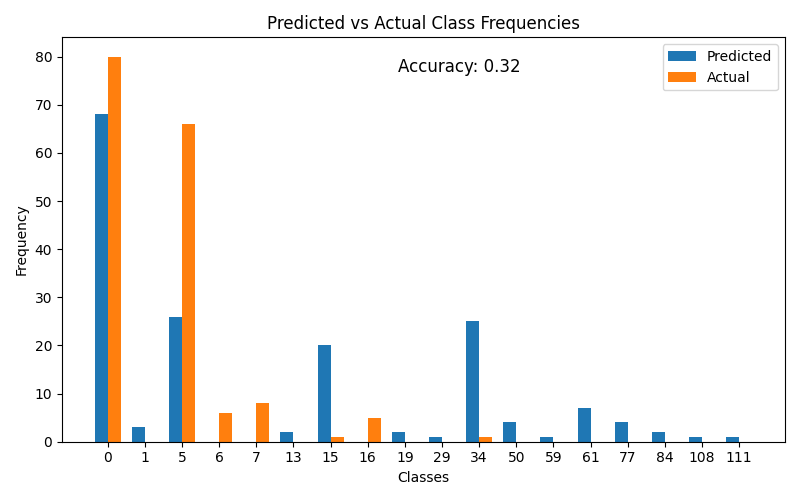 Predicted vs Actual Class Frequencies
Accuracy: 0.32
Predicted
Actual
Frequency
80
70
60
50
40
30
20
10
0
0 1 5 6 7 13 15 16 19 29 34 50 59 61 77 84 108 111
Classes